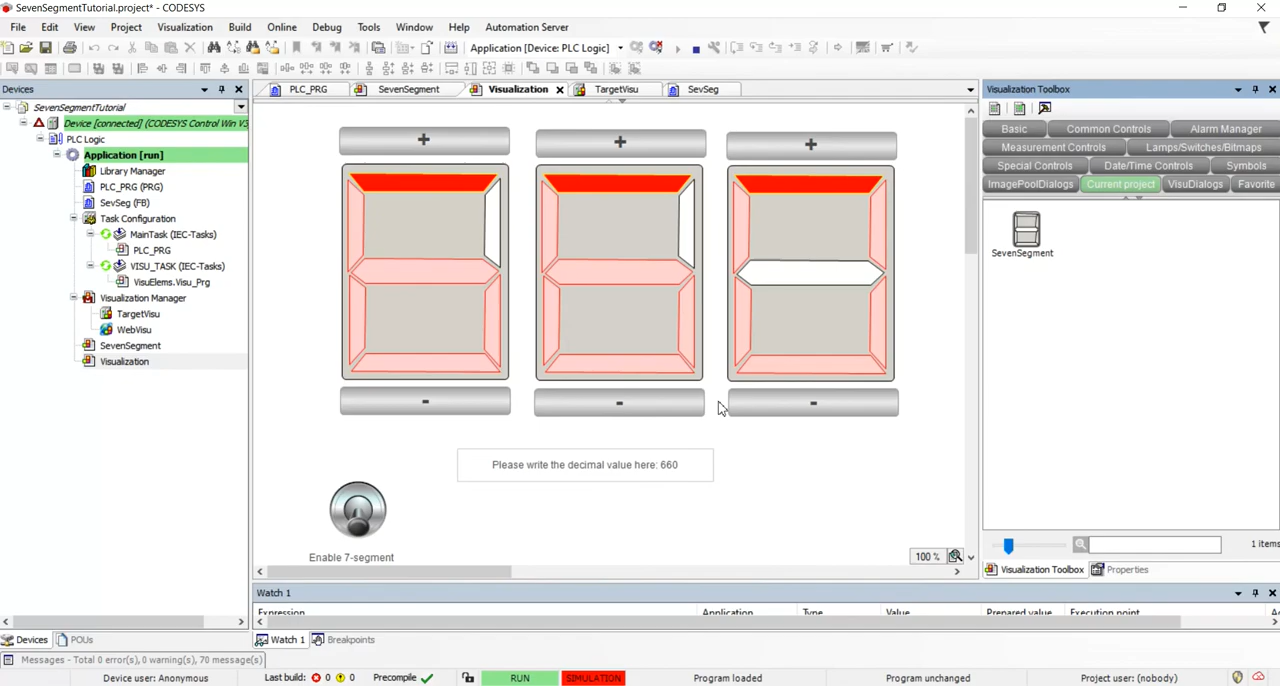 SevenSegmentTutorial.project* - CODESYS
File Edit View Project Visualization Build Online Debug Tools Window Help Automation Server
Application [Device: PLC Logic]
Devices
SevenSegmentTutorial
Device [connected] (CODESYS Control Win V3
PLC Logic
Application [run]
Library Manager
PLC_PRG (PRG)
SevSeg (FB)
Task Configuration
MainTask (IEC-Tasks)
PLC_PRG
VISU_TASK (IEC-Tasks)
VisuElems.Visu_Prg
Visualization Manager
TargetVisu
WebVisu
SevenSegment
Visualization
Devices POUs
PLC_PRG SevenSegment Visualization TargetVisu SevSeg
+ + +
- - -
Please write the decimal value here: 660
Enable 7-segment
100 %
Visualization Toolbox
Basic Common Controls Alarm Manager
Measurement Controls Lamps/Switches/Bitmaps
Special Controls Date/Time Controls Symbols
ImagePoolDialogs Current project VisuDialogs Favorite
SevenSegment
1 items
Visualization Toolbox Properties
Watch 1
Expression Application Type Value Prepared value Execution point
Watch 1 Breakpoints
Messages - Total 0 error(s), 0 warning(s), 70 message(s)
Device user: Anonymous Last build: 0 0 Precompile RUN SIMULATION Program loaded Program unchanged Project user: (nobody)